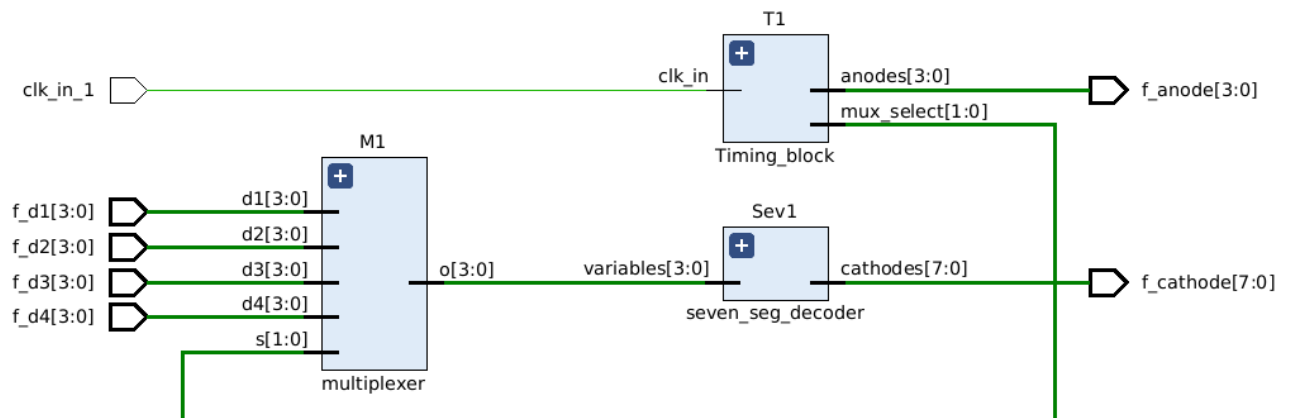 T1
clk_in_1
clk_in
anodes[3:0]
f_anode[3:0]
mux_select[1:0]
Timing_block
M1
f_d1[3:0]
d1[3:0]
f_d2[3:0]
d2[3:0]
f_d3[3:0]
d3[3:0]
f_d4[3:0]
d4[3:0]
s[1:0]
o[3:0]
multiplexer
Sev1
variables[3:0]
cathodes[7:0]
f_cathode[7:0]
seven_seg_decoder